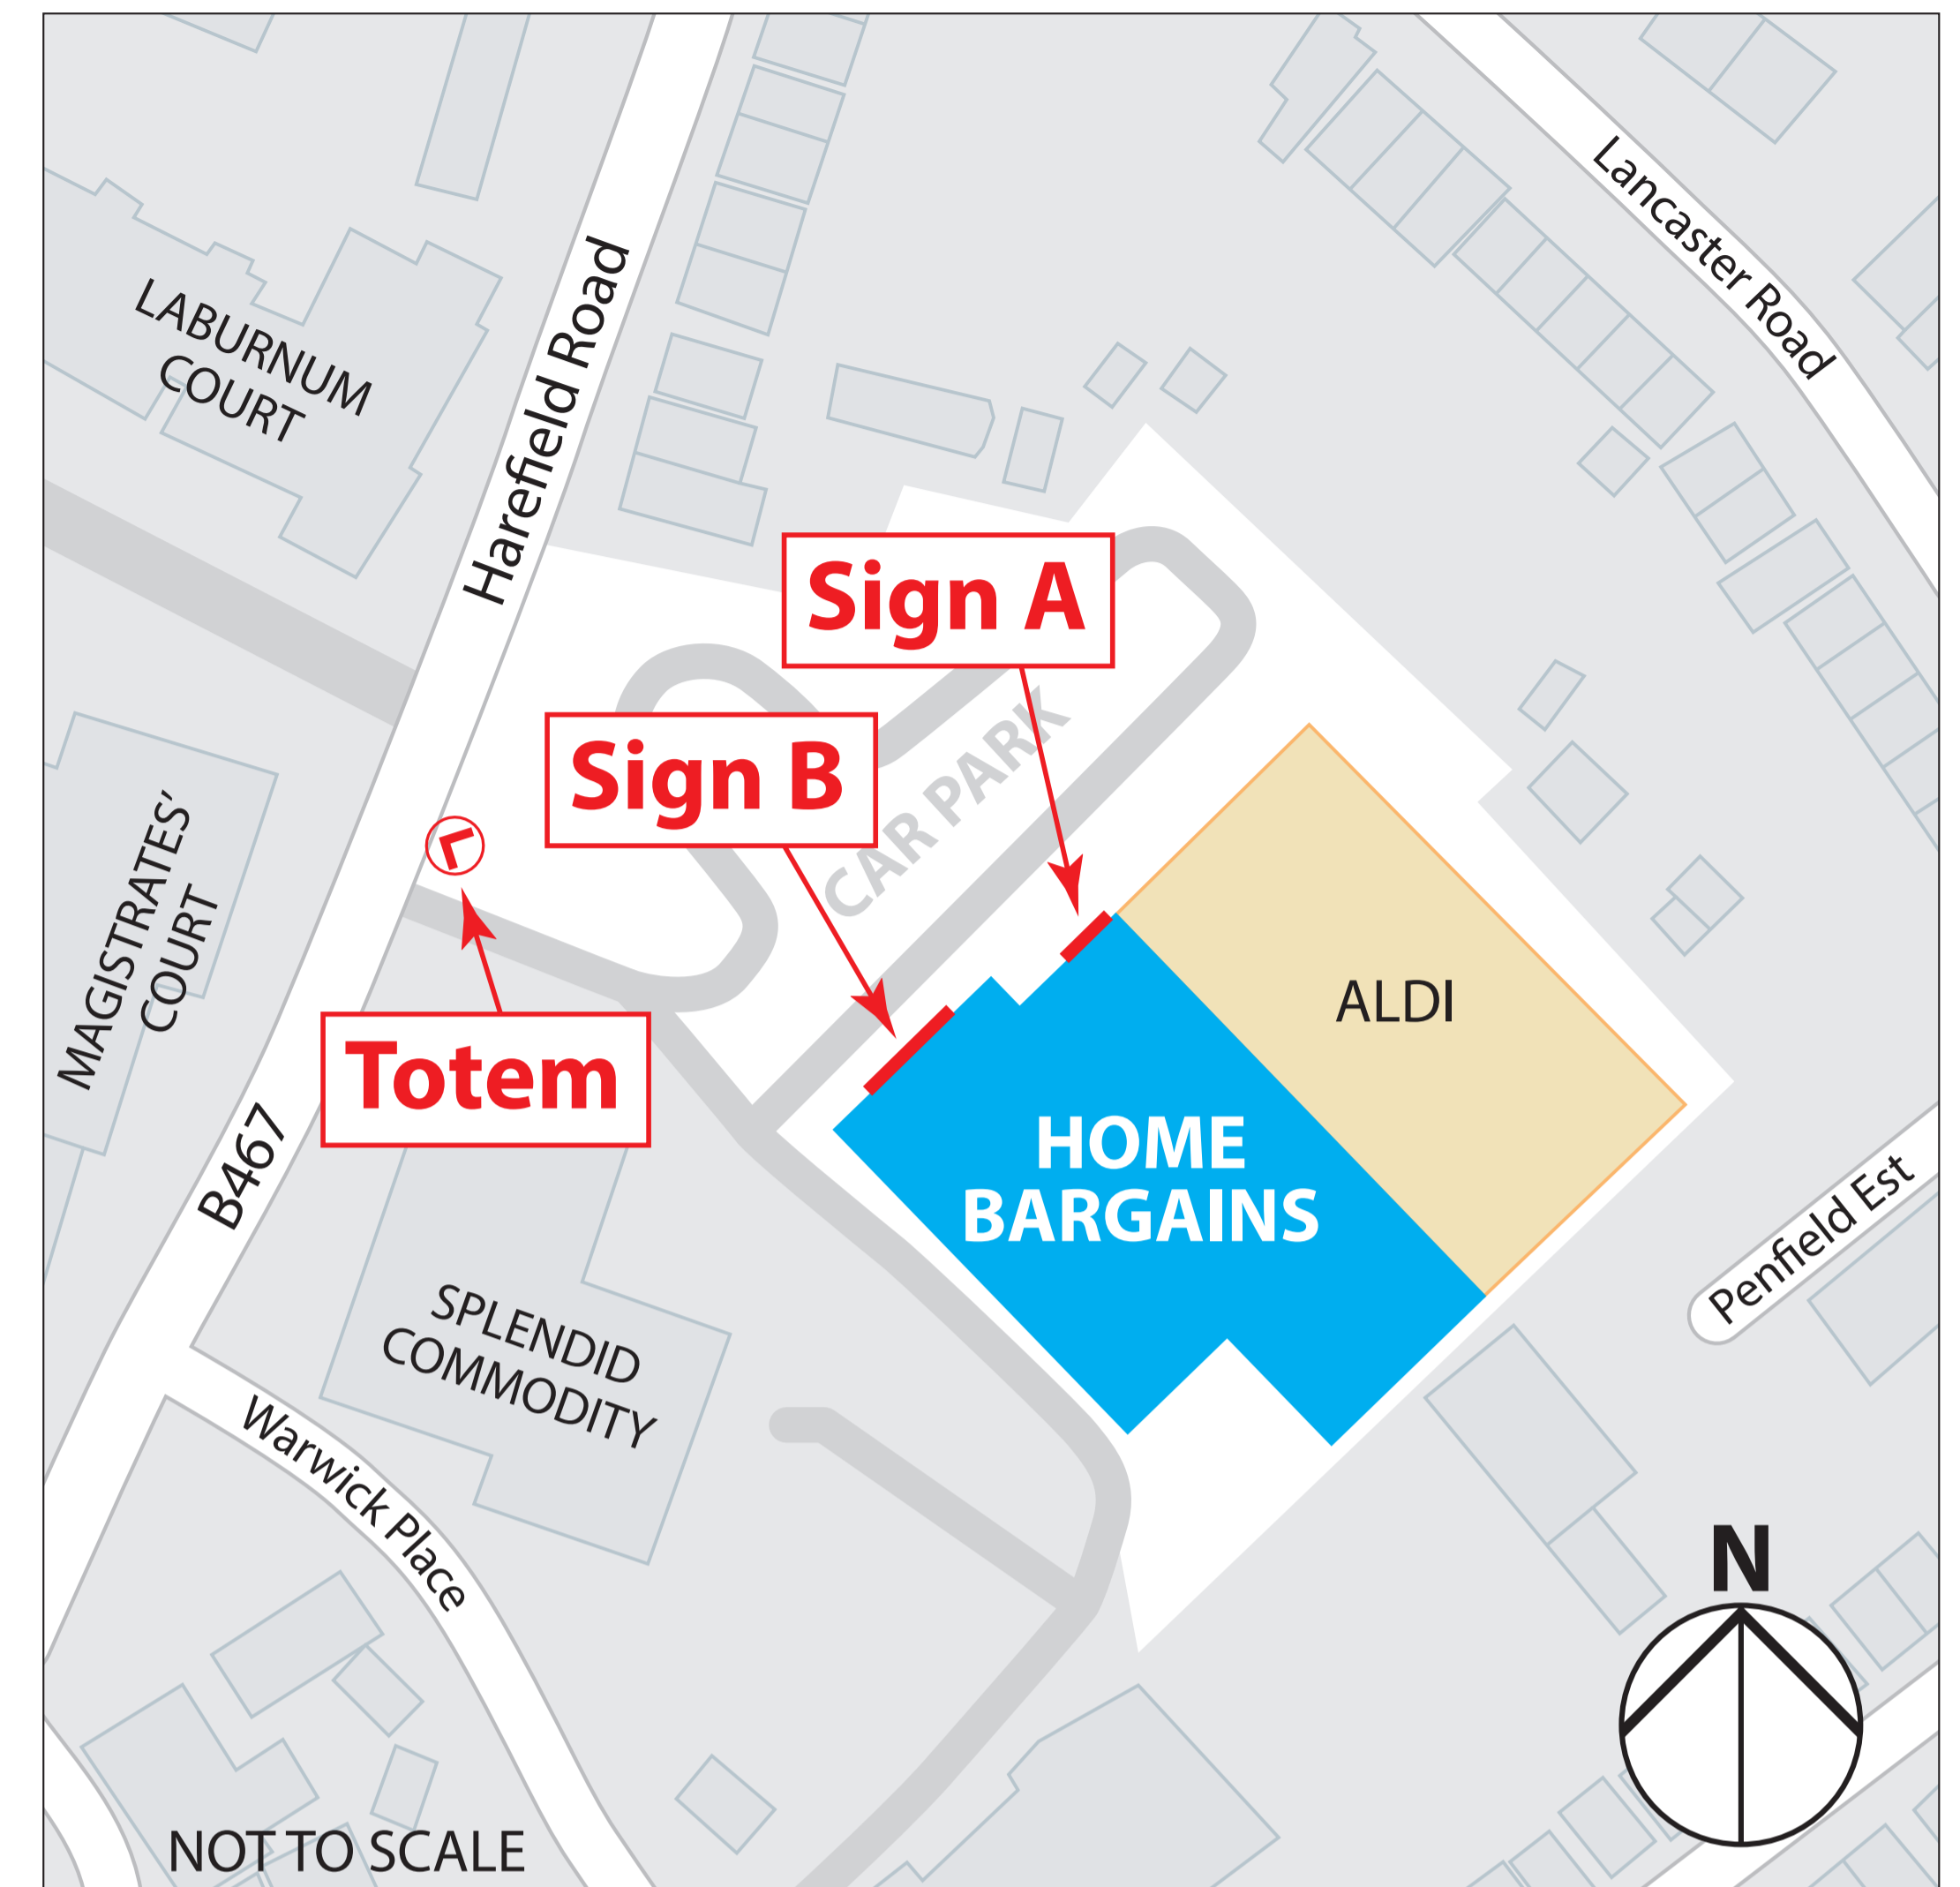 Lancaster Road
LABURNUM
COURT
Harefield Road
Sign A
CAR PARK
Sign B
MAGISTRATES'
COURT
ALDI
Totem
HOME
BARGAINS
B467
Penfield Est
SPLENDID
COMMODITY
Warwick Place
N
NOT TO SCALE